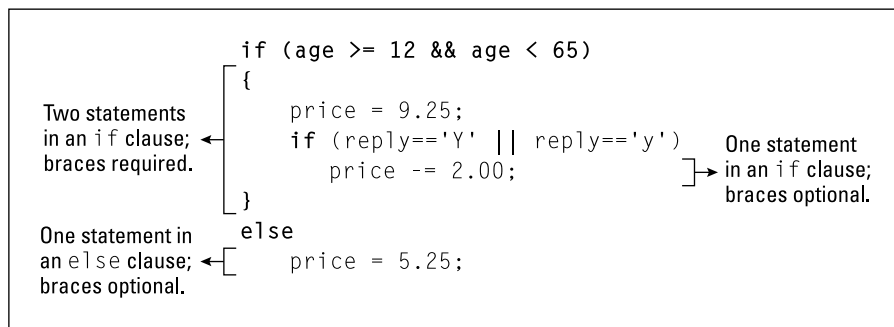 if (age >= 12 && age < 65)
{
price = 9.25;
if (reply=='Y' || reply=='y')
price -= 2.00;
}
else
price = 5.25;
Two statements
in an if clause;
braces required.
One statement
in an if clause;
braces optional.
One statement in
an else clause;
braces optional.